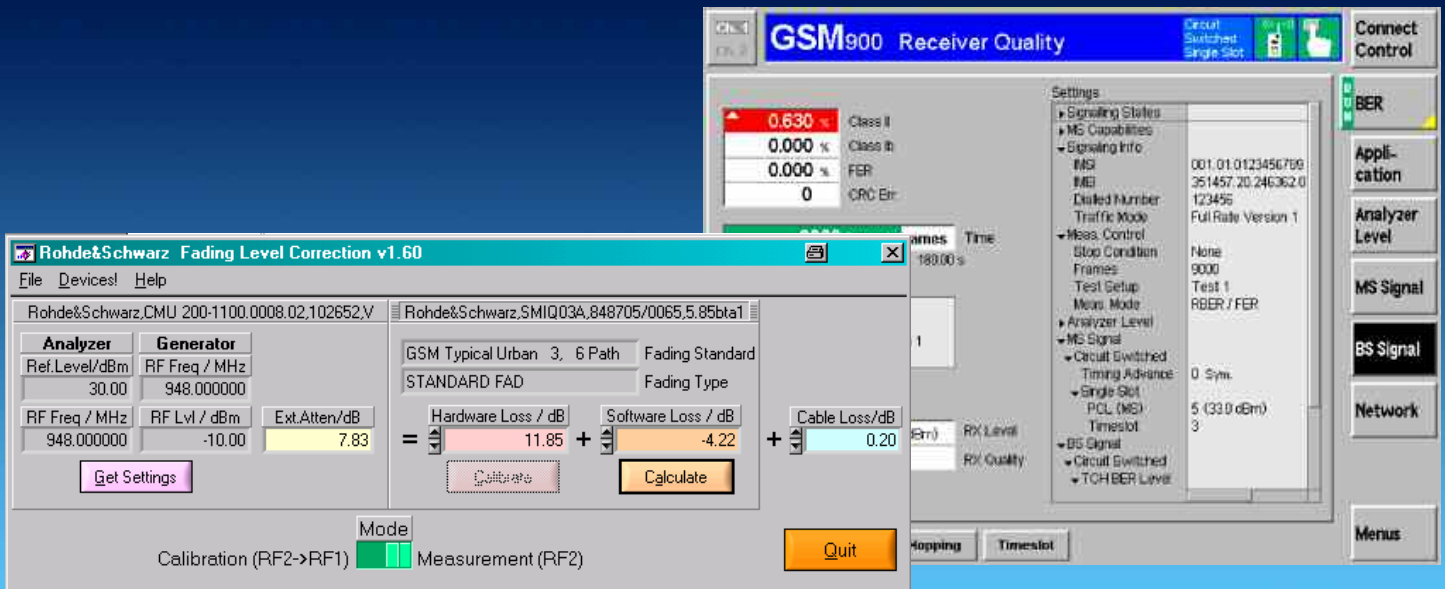 GSM900 Receiver Quality
Circuit Switched Single Slot
Connect Control
0.630 % Class II
0.000 % Class Ib
0.000 % FER
0 CRC Err.
Time
180.00 s
RX Level
RX Quality
Hopping
Timeslot
Settings
Signaling States
MS Capabilities
Signaling Info
IMSI 001.01.0123456789
IMEI 351457.20.246362.0
Dialled Number 123456
Traffic Mode Full Rate Version 1
Meas. Control
Stop Condition None
Frames 9000
Test Setup Test 1
Meas. Mode RBER / FER
Analyzer Level
MS Signal
Circuit Switched
Timing Advance 0 Sym.
Single Slot
PCL (MS) 5 (33.0 dBm)
Timeslot 3
BS Signal
Circuit Switched
TCH BER Level
BER
Appli-
cation
Analyzer
Level
MS Signal
BS Signal
Network
Menus
Rohde&Schwarz Fading Level Correction v1.60
File Devices! Help
Rohde&Schwarz,CMU 200-1100.0008.02,102652,V
Rohde&Schwarz,SMIQ03A,848705/0065,5.85bta1
Analyzer Generator
Ref.Level/dBm RF Freq / MHz
30.00 948.000000
GSM Typical Urban 3, 6 Path Fading Standard
STANDARD FAD Fading Type
RF Freq / MHz RF Lvl / dBm Ext.Atten/dB Hardware Loss / dB Software Loss / dB Cable Loss/dB
948.000000 -10.00 7.83 = 11.85 + -4.22 + 0.20
Get Settings Calibrate Calculate
Mode
Calibration (RF2->RF1) Measurement (RF2)
Quit